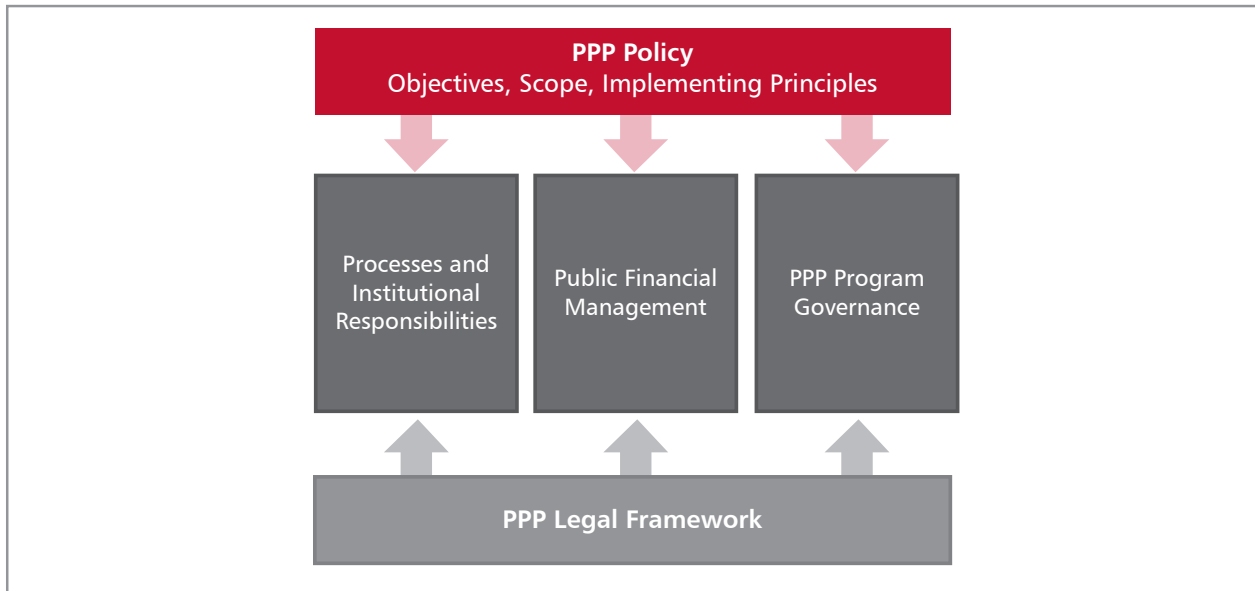 PPP Policy
Objectives, Scope, Implementing Principles
Processes and
Institutional
Responsibilities
Public Financial
Management
PPP Program
Governance
PPP Legal Framework